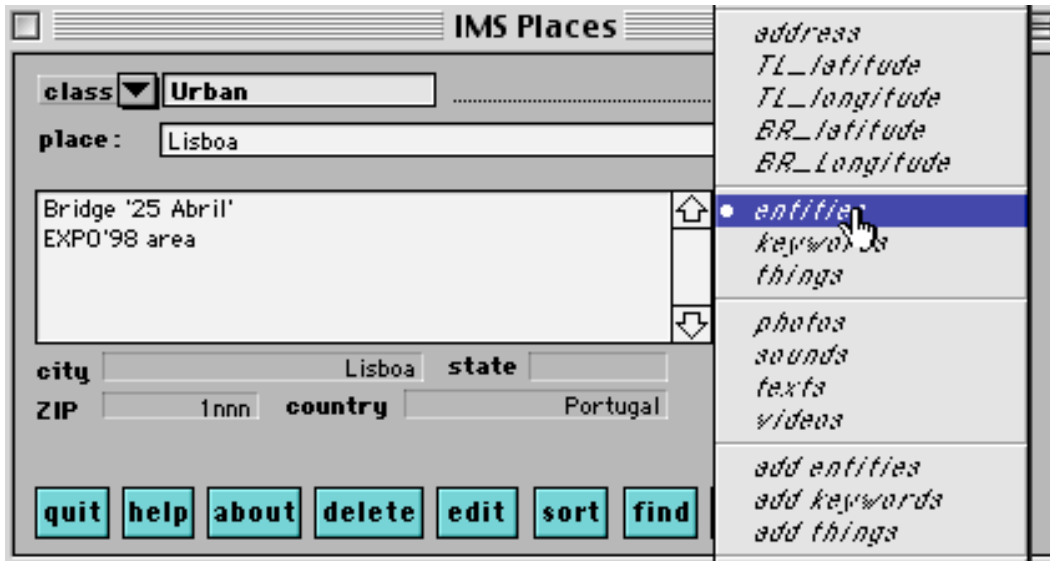 IMS Places
class Urban
place: Lisboa
Bridge '25 Abril'
EXPO'98 area
city Lisboa state
ZIP 1nnn country Portugal
quit help about delete edit sort find
address
TL_latitude
TL_longitude
BR_latitude
BR_Longitude
entities
keywords
things
photos
sounds
texts
videos
add entities
add keywords
add things